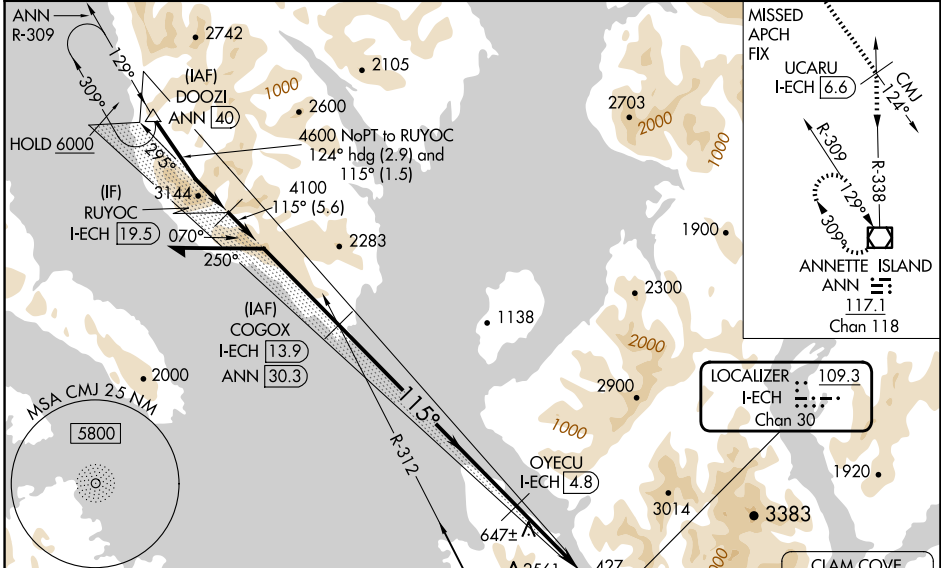 ANN
R-309
129°
309°
2742
2105
(IAF)
DOOZI
ANN 40
1000
2600
2703
2000
1000
HOLD 6000
295°
4600 NoPT to RUYOC
124° hdg (2.9) and
115° (1.5)
3144
4100
115° (5.6)
(IF)
RUYOC
I-ECH 19.5
070°
250°
2283
1900
(IAF)
COGOX
I-ECH 13.9
ANN 30.3
1138
2300
2000
2900
1000
2000
MSA CMJ 25 NM
5800
115°
R-312
OYECU
I-ECH 4.8
647±
2561
427
3014
3383
1920
LOCALIZER 109.3
I-ECH
Chan 30
MISSED
APCH
FIX
UCARU
I-ECH 6.6
CMJ
124°
R-309
R-338
129°
309°
ANNETTE ISLAND
ANN
117.1
Chan 118
CLAM COVE